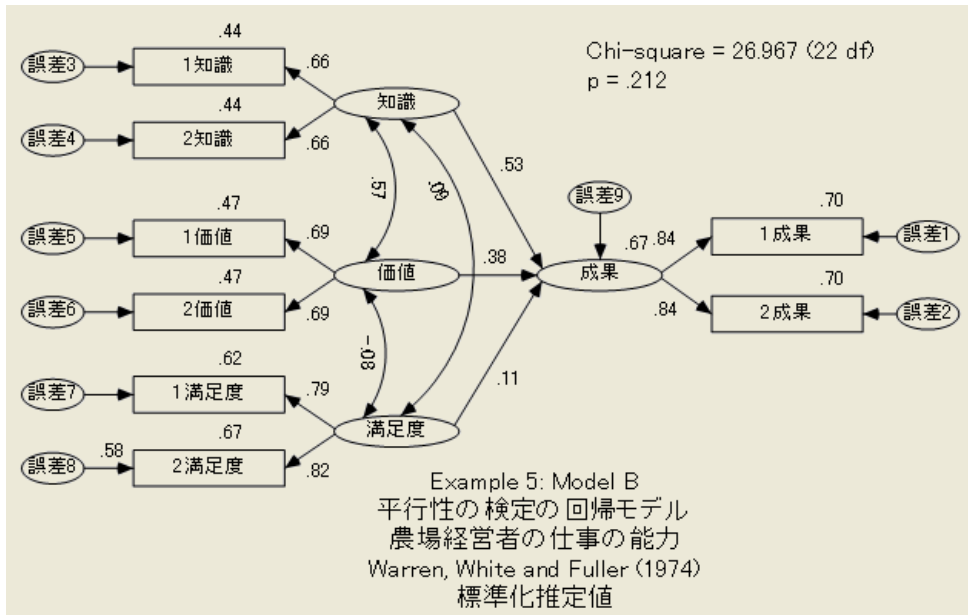 .44
Chi-square = 26.967 (22 df)
誤差3
1知識
.66
p = .212
知識
.44
誤差4
2知識
.66
.53
.57
.09
誤差9
.47
.70
誤差5
1価値
.69
.67
.84
1成果
誤差1
価値
.38
成果
.47
.70
誤差6
2価値
.69
.84
2成果
誤差2
-.08
.62
.11
誤差7
1満足度
.79
.67
満足度
誤差8
.58
2満足度
.82
Example 5: Model B
平行性の検定の回帰モデル
農場経営者の仕事の能力
Warren, White and Fuller (1974)
標準化推定値